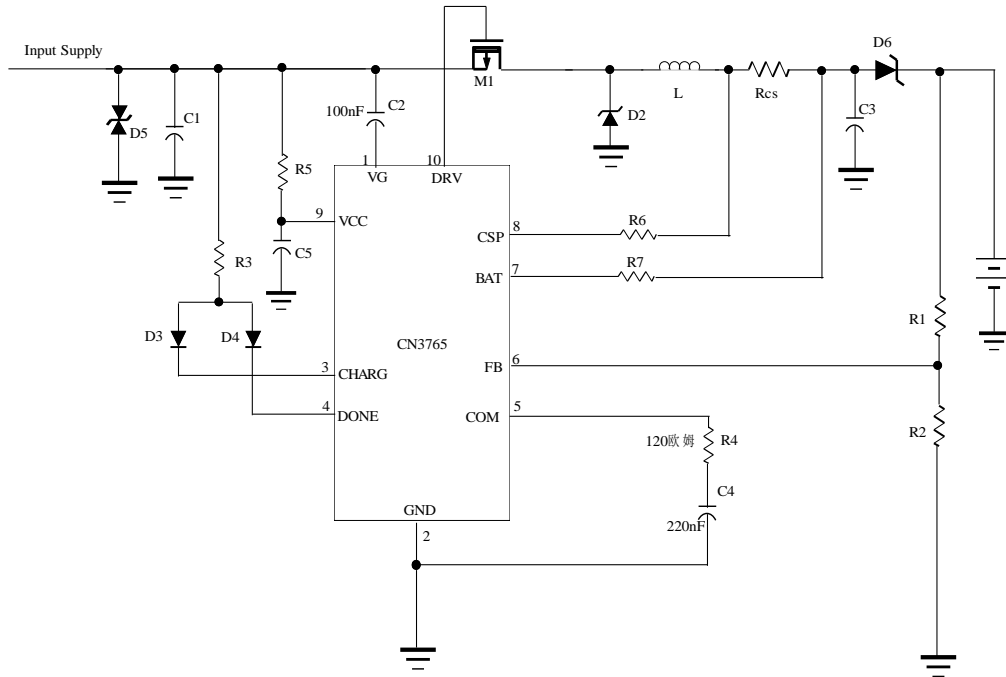 Input Supply
M1
D6
D5
C1
100nF
C2
D2
L
Rcs
C3
1
10
VG
DRV
R5
9
VCC
C5
R3
CSP
8
R6
BAT
7
R7
D3
D4
CN3765
R1
3
CHARG
FB
6
4
DONE
COM
5
R2
120欧姆
R4
C4
220nF
GND
2